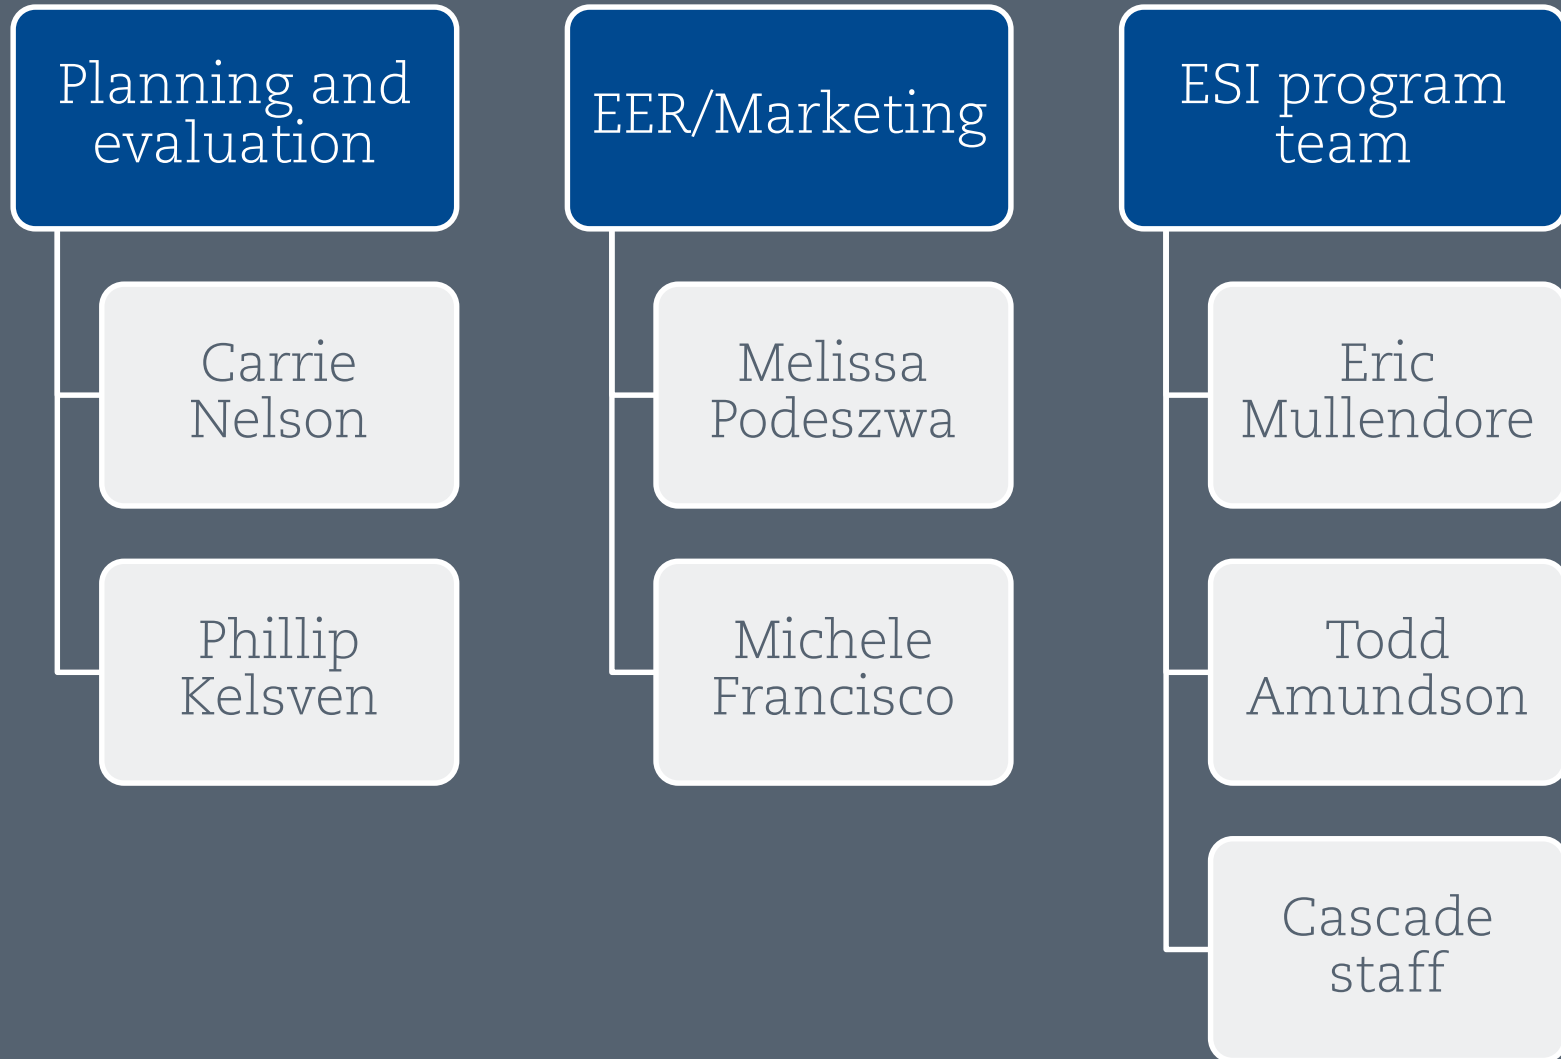 Planning and
evaluation
Carrie
Nelson
Phillip
Kelsven
EER/Marketing
Melissa
Podeszwa
Michele
Francisco
ESI program
team
Eric
Mullendore
Todd
Amundson
Cascade
staff